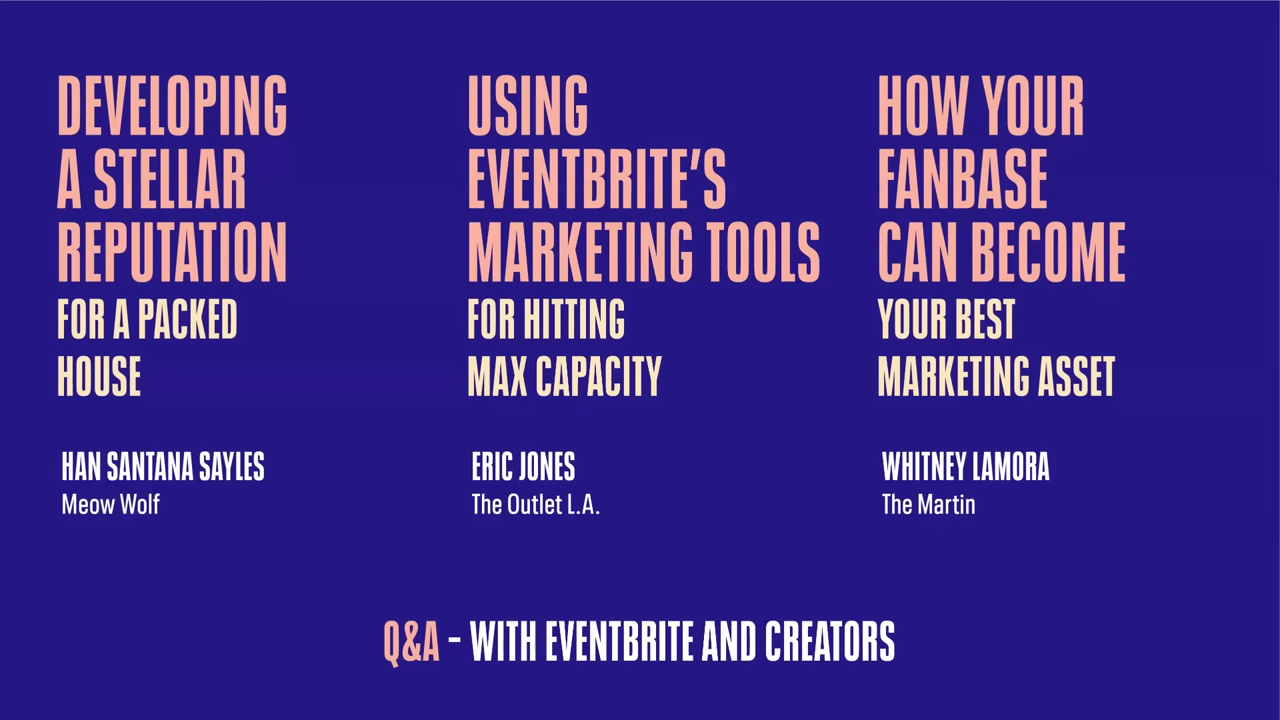 DEVELOPING
A STELLAR
REPUTATION
FOR A PACKED
HOUSE
HAN SANTANA SAYLES
Meow Wolf
USING
EVENTBRITE’S
MARKETING TOOLS
FOR HITTING
MAX CAPACITY
ERIC JONES
The Outlet L.A.
HOW YOUR
FANBASE
CAN BECOME
YOUR BEST
MARKETING ASSET
WHITNEY LAMORA
The Martin
Q&A - WITH EVENTBRITE AND CREATORS